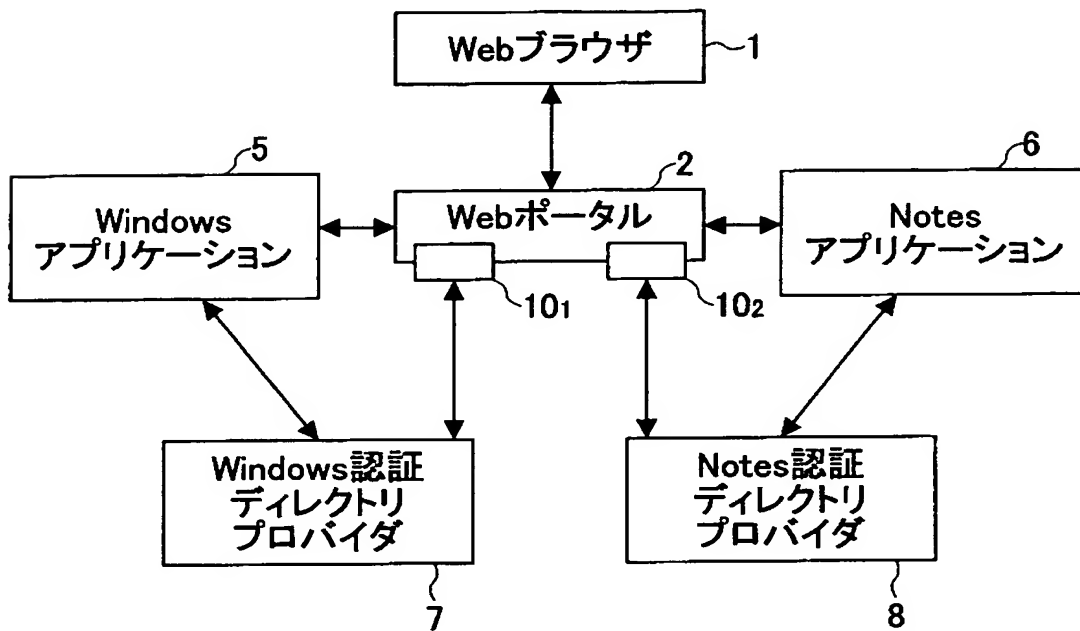 Webブラウザ
1
5
2
6
Windows
アプリケーション
Webポータル
Notes
アプリケーション
10₁
10₂
Windows認証
ディレクトリ
プロバイダ
Notes認証
ディレクトリ
プロバイダ
7
8